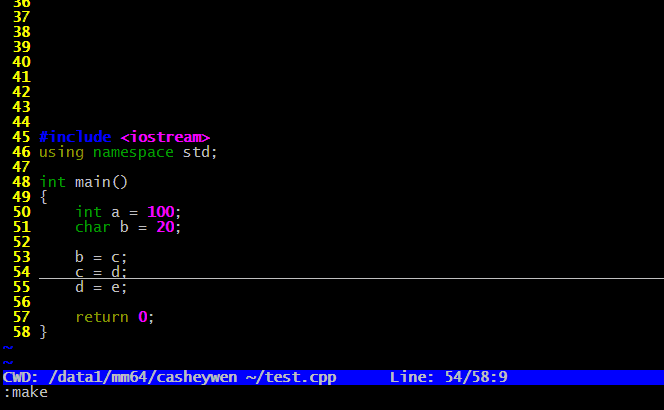 36
37
38
39
40
41
42
43
44
45 #include <iostream>
46 using namespace std;
47
48 int main()
49 {
50     int a = 100;
51     char b = 20;
52
53     b = c;
54     c = d;
55     d = e;
56
57     return 0;
58 }
~
~
CWD: /data1/mm64/casheywen ~/test.cpp      Line: 54/58:9
:make